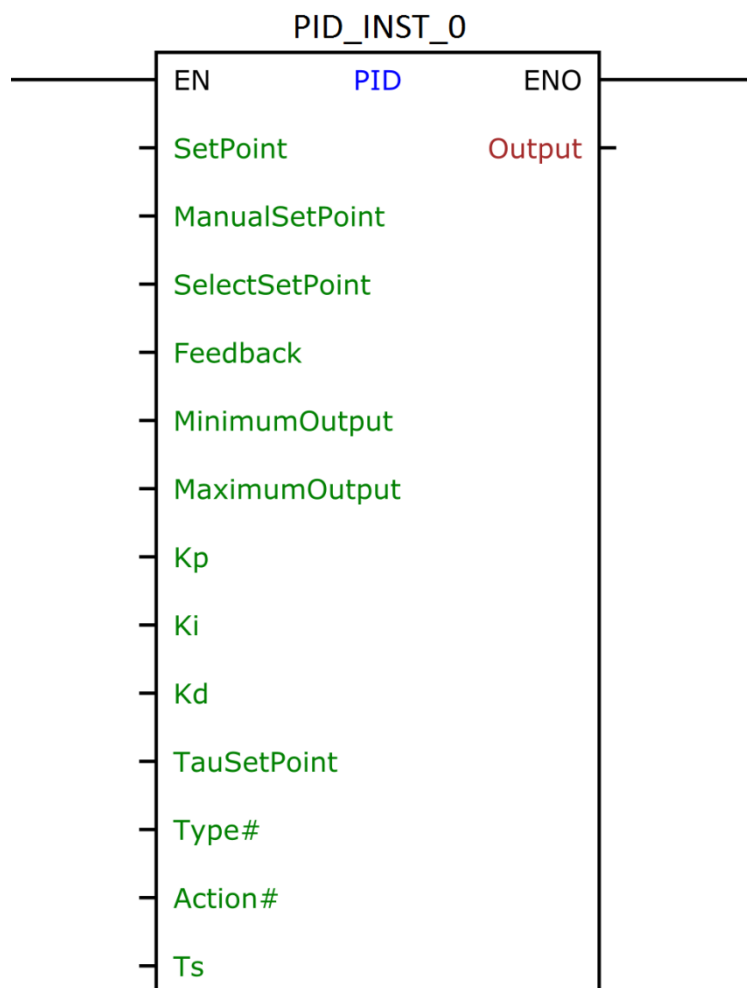 PID_INST_0
EN PID ENO
SetPoint Output
ManualSetPoint
SelectSetPoint
Feedback
MinimumOutput
MaximumOutput
Kp
Ki
Kd
TauSetPoint
Type#
Action#
Ts